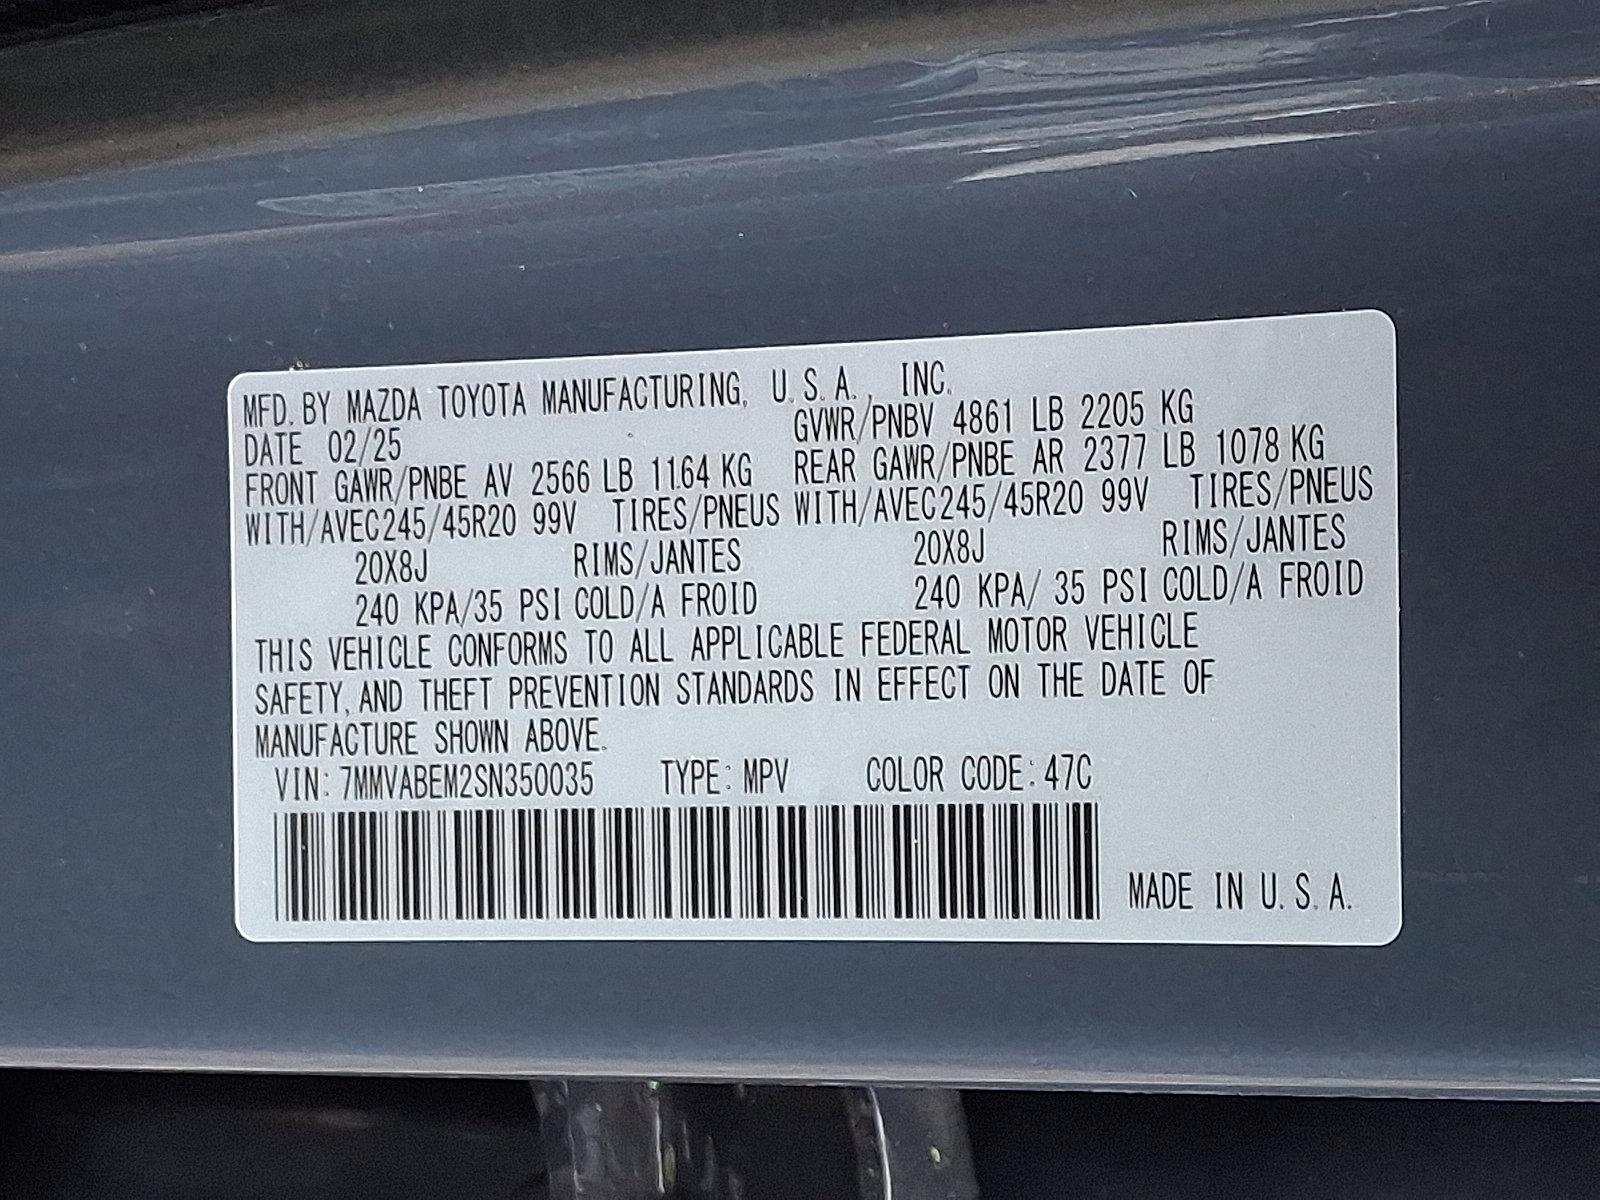 MFD. BY MAZDA TOYOTA MANUFACTURING, U.S.A., INC.
DATE 02/25 GVWR/PNBV 4861 LB 2205 KG
FRONT GAWR/PNBE AV 2566 LB 1164 KG REAR GAWR/PNBE AR 2377 LB 1078 KG
WITH/AVEC245/45R20 99V TIRES/PNEUS WITH/AVEC245/45R20 99V TIRES/PNEUS
20X8J RIMS/JANTES 20X8J RIMS/JANTES
240 KPA/35 PSI COLD/A FROID 240 KPA/ 35 PSI COLD/A FROID
THIS VEHICLE CONFORMS TO ALL APPLICABLE FEDERAL MOTOR VEHICLE
SAFETY, AND THEFT PREVENTION STANDARDS IN EFFECT ON THE DATE OF
MANUFACTURE SHOWN ABOVE.
VIN: 7MMVABEM2SN350035 TYPE: MPV COLOR CODE: 47C
MADE IN U.S.A.